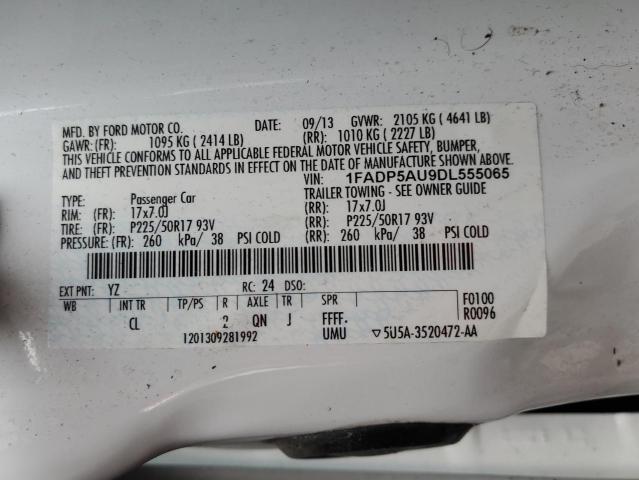 MFD. BY FORD MOTOR CO. DATE: 09/13 GVWR: 2105 KG ( 4641 LB)
GAWR: (FR): 1095 KG ( 2414 LB) (RR): 1010 KG ( 2227 LB)
THIS VEHICLE CONFORMS TO ALL APPLICABLE FEDERAL MOTOR VEHICLE SAFETY, BUMPER,
AND THEFT PREVENTION STANDARDS IN EFFECT ON THE DATE OF MANUFACTURE SHOWN ABOVE.
VIN: 1FADP5AU9DL555065
TYPE: Passenger Car TRAILER TOWING - SEE OWNER GUIDE
RIM: (FR): 17x7.0J (RR): 17x7.0J
TIRE: (FR): P225/50R17 93V (RR): P225/50R17 93V
PRESSURE: (FR): 260 kPa/ 38 PSI COLD (RR): 260 kPa/ 38 PSI COLD
EXT PNT: YZ RC: 24 DSO:
WB INT TR TP/PS R AXLE TR SPR F0100
CL 2 QN J FFFF. R0096
1201309281992 UMU ▽5U5A-3520472-AA